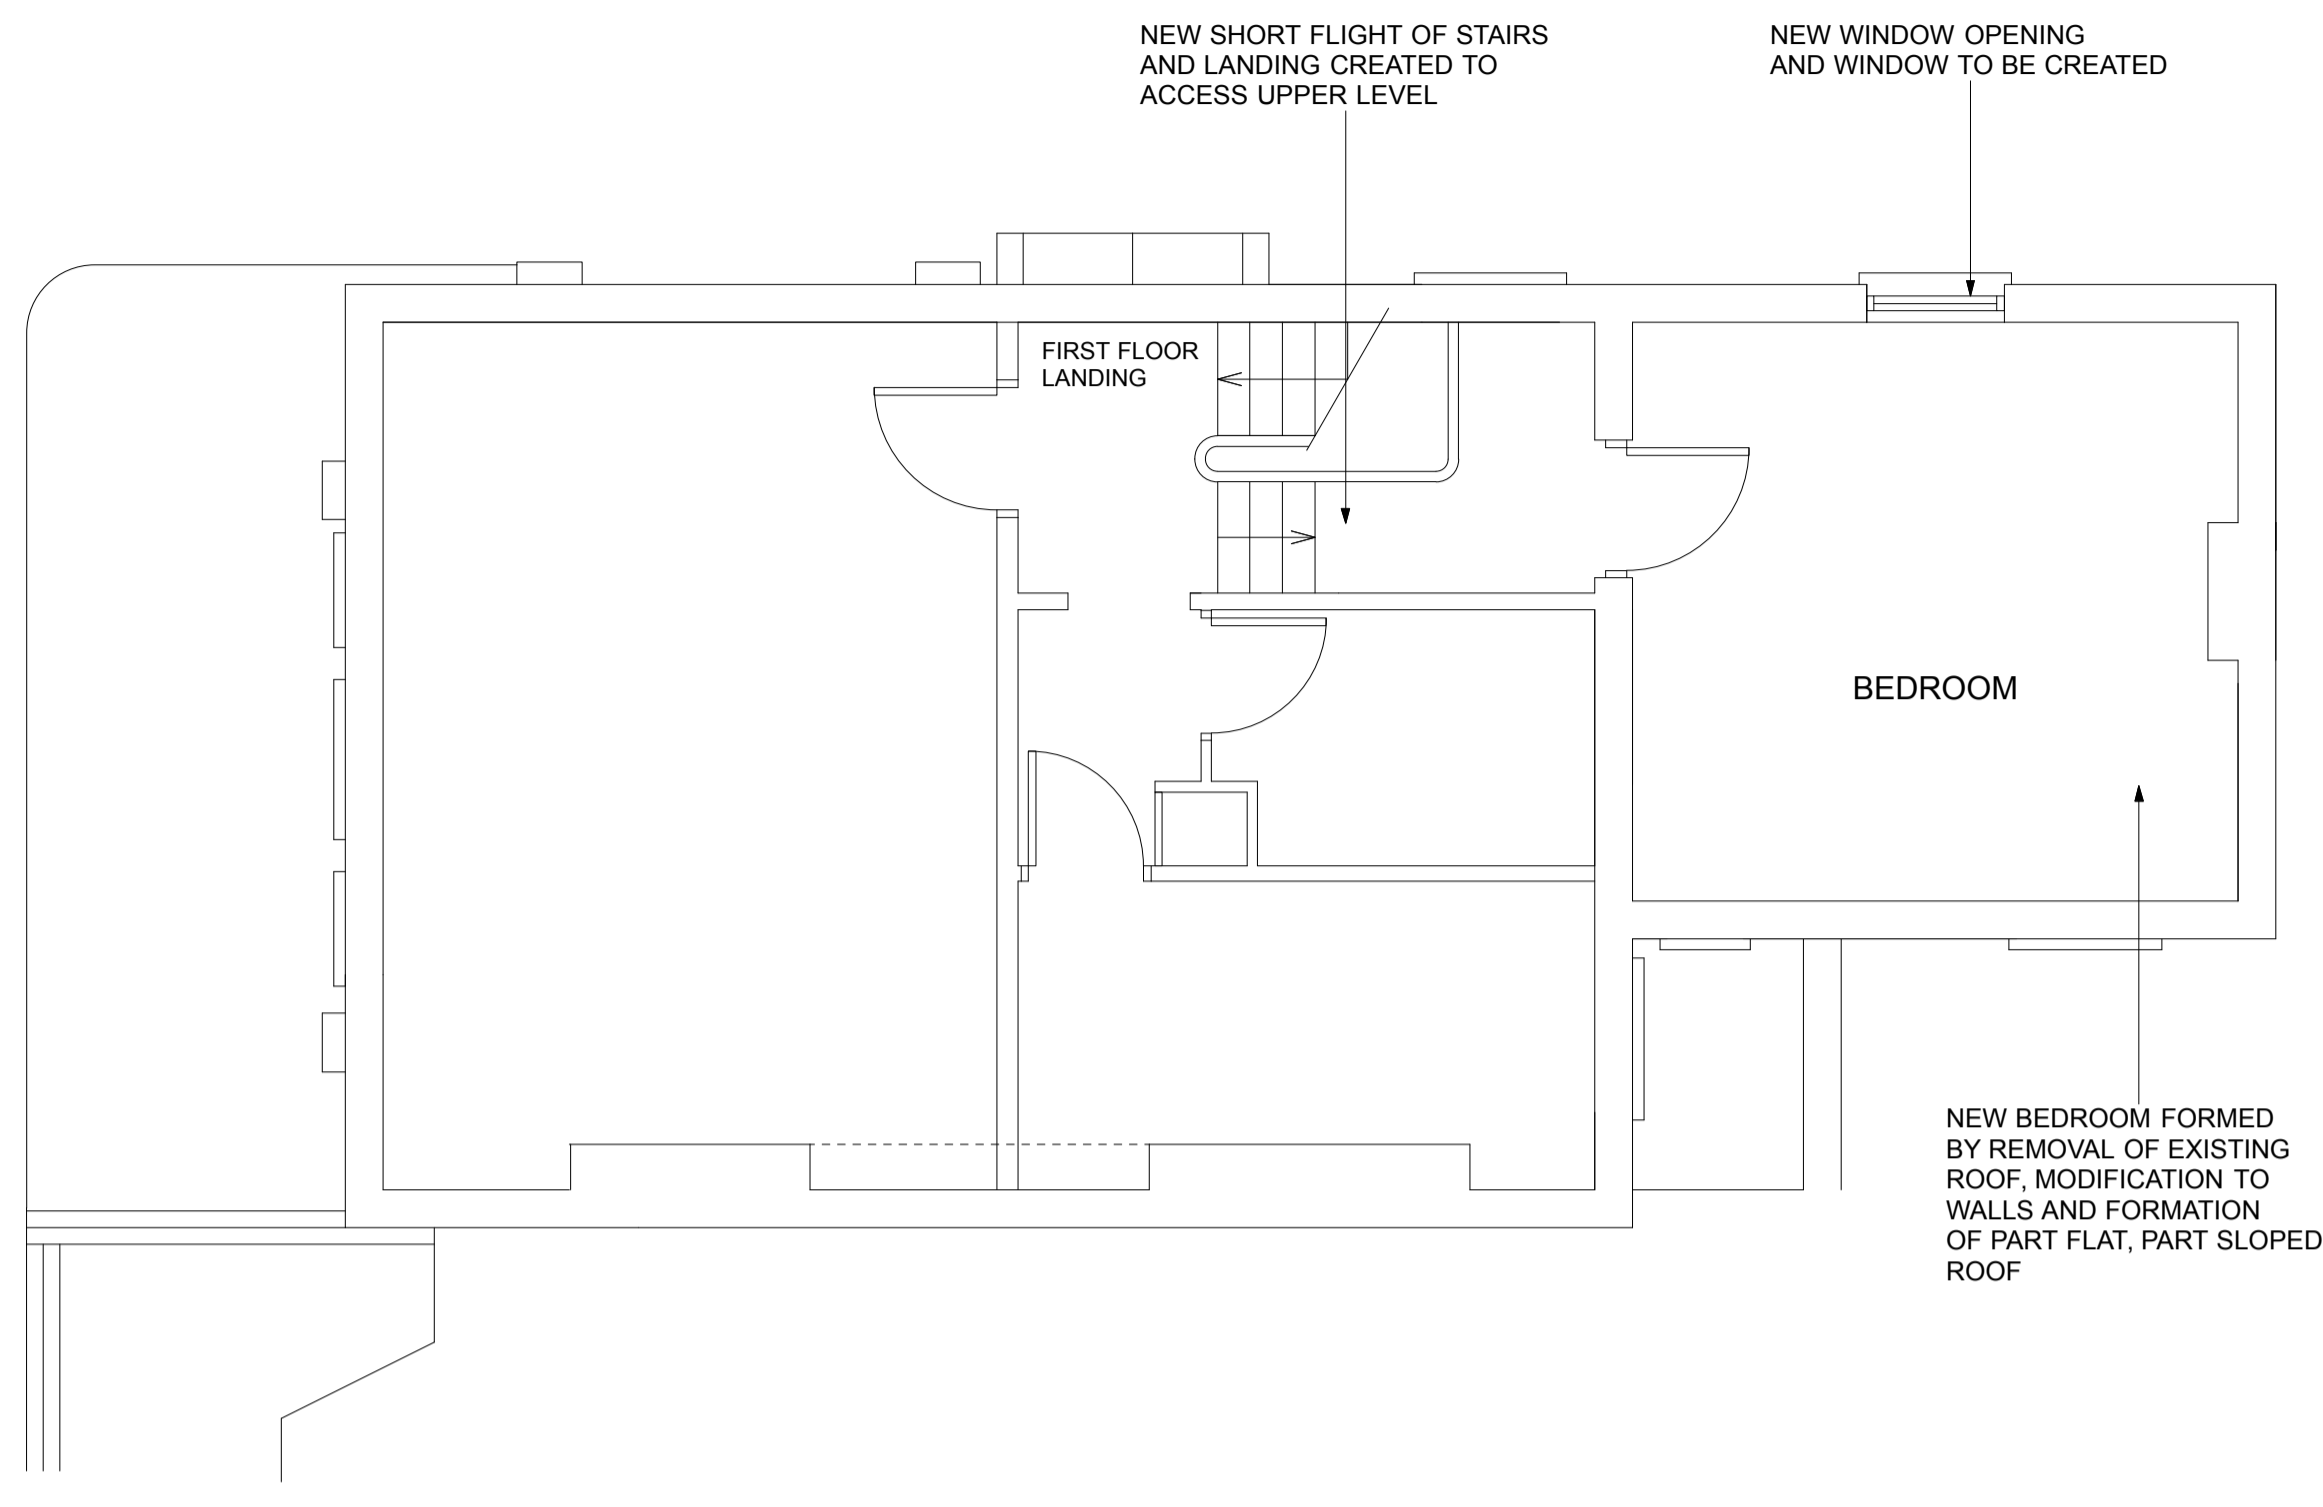 NEW SHORT FLIGHT OF STAIRS
AND LANDING CREATED TO
ACCESS UPPER LEVEL
NEW WINDOW OPENING
AND WINDOW TO BE CREATED
FIRST FLOOR
LANDING
BEDROOM
NEW BEDROOM FORMED
BY REMOVAL OF EXISTING
ROOF, MODIFICATION TO
WALLS AND FORMATION
OF PART FLAT, PART SLOPED
ROOF